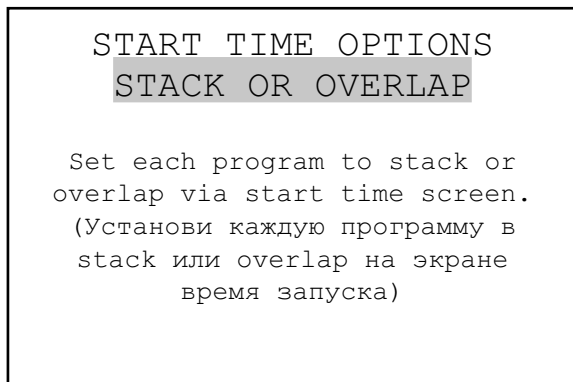 START TIME OPTIONS
STACK OR OVERLAP
Set each program to stack or
overlap via start time screen.
(Установи каждую программу в
stack или overlap на экране
время запуска)